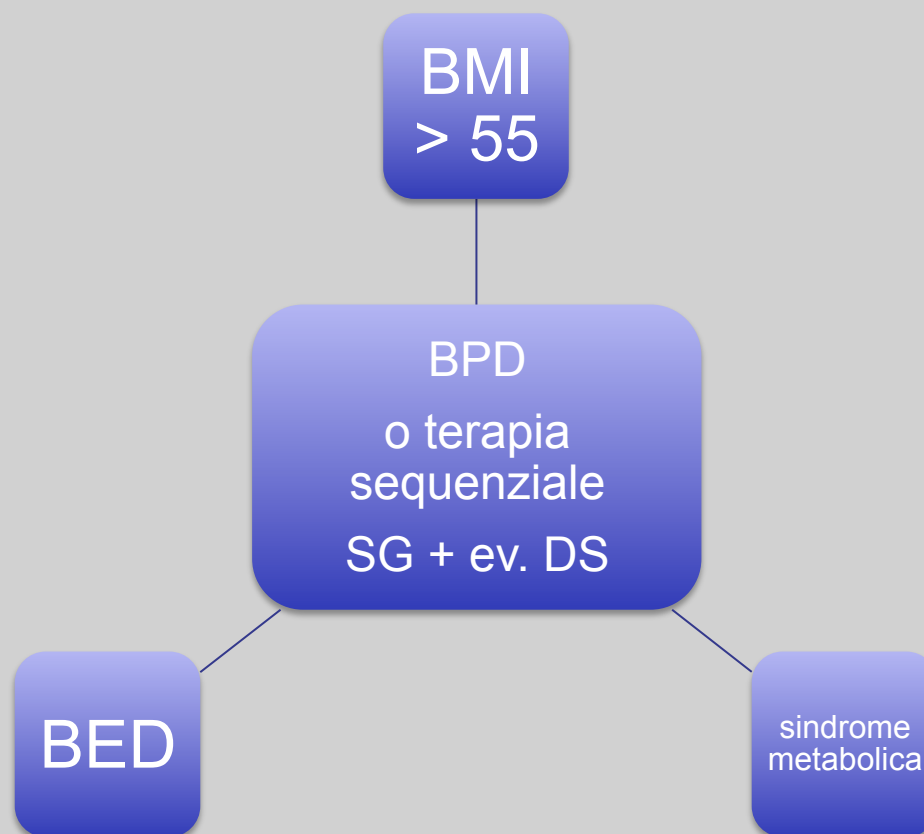 BMI
> 55
BPD
o terapia
sequenziale
SG + ev. DS
BED
sindrome
metabolica